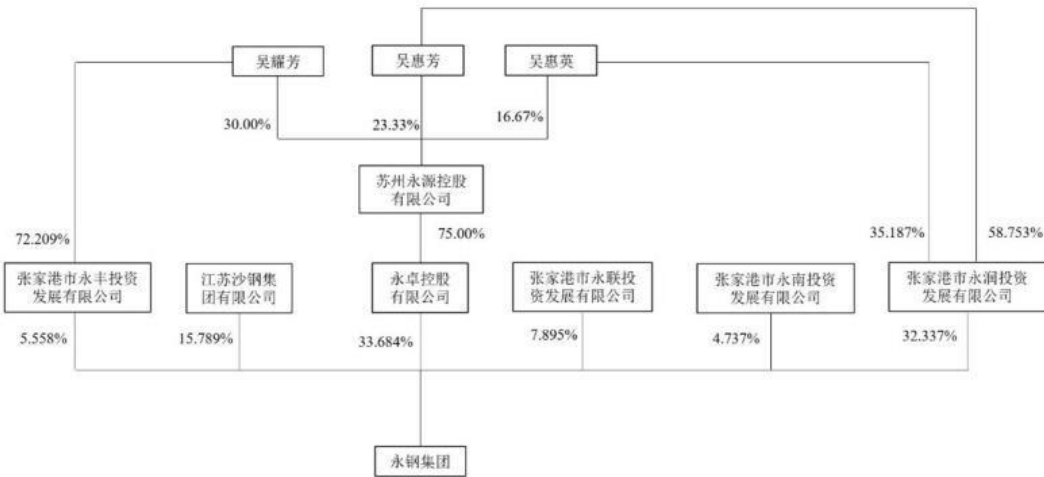 吴耀芳
吴惠芳
吴惠英
30.00%
23.33%
16.67%
苏州永源控股
有限公司
72.209%
75.00%
35.187%
58.753%
张家港市永丰投资
发展有限公司
江苏沙钢集
团有限公司
永卓控股
有限公司
张家港市永联投
资发展有限公司
张家港市永南投资
发展有限公司
张家港市永润投资
发展有限公司
5.558%
15.789%
33.684%
7.895%
4.737%
32.337%
永钢集团